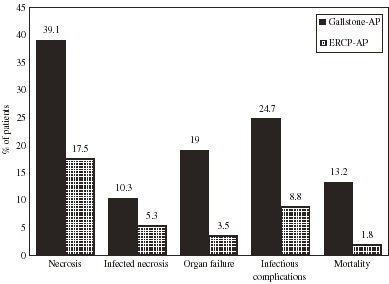 45
40
35
30
25
20
15
10
5
0
% of patients
Gallstone-AP
ERCP-AP
39.1
17.5
10.3
5.3
19
3.5
24.7
8.8
13.2
1.8
Necrosis
Infected necrosis
Organ failure
Infectious
complications
Mortality